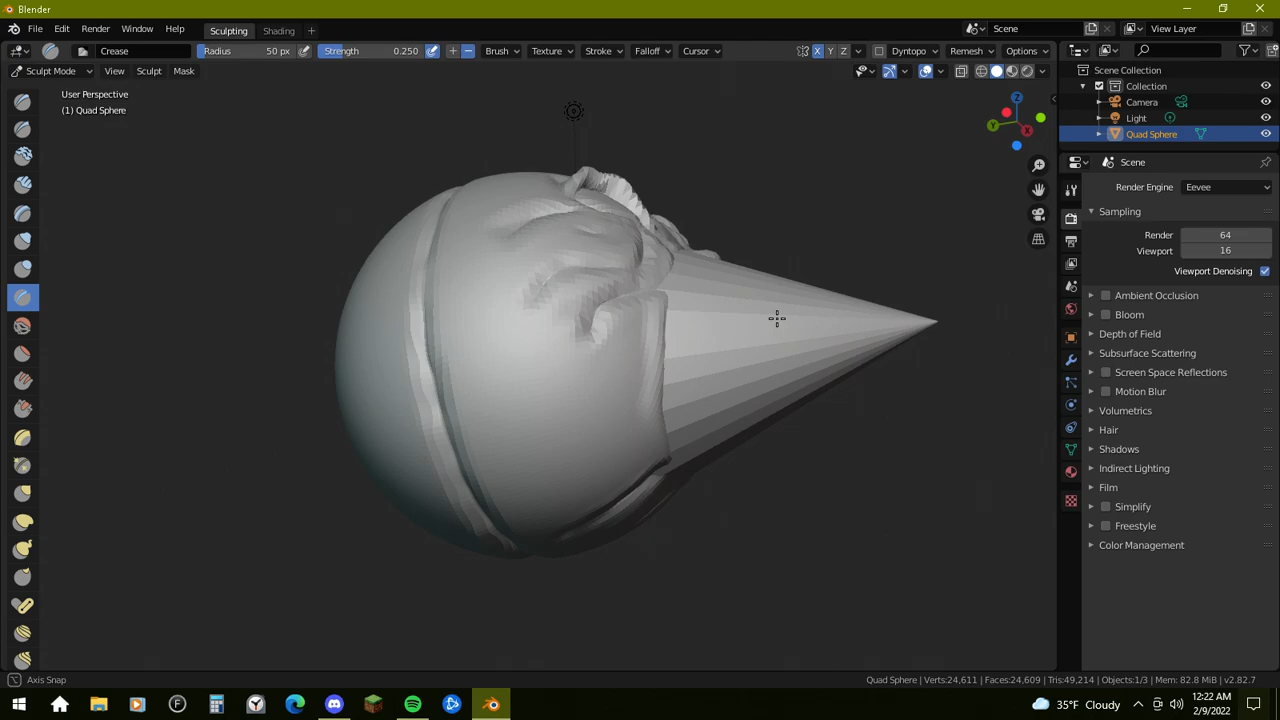 Blender
File Edit Render Window Help Sculpting Shading + Scene View Layer
Crease Radius 50 px Strength 0.250 Brush Texture Stroke Falloff Cursor X Y Z Dyntopo Remesh Options
Sculpt Mode View Sculpt Mask
User Perspective
(1) Quad Sphere
Z
Y
X
Scene Collection
Collection
Camera
Light
Quad Sphere
Scene
Render Engine Eevee
Sampling
Render 64
Viewport 16
Viewport Denoising
Ambient Occlusion
Bloom
Depth of Field
Subsurface Scattering
Screen Space Reflections
Motion Blur
Volumetrics
Hair
Shadows
Indirect Lighting
Film
Simplify
Freestyle
Color Management
Axis Snap
Quad Sphere | Verts:24,611 | Faces:24,609 | Tris:49,214 | Objects:1/3 | Mem: 82.8 MiB | v2.82.7
35°F Cloudy
12:22 AM
2/9/2022